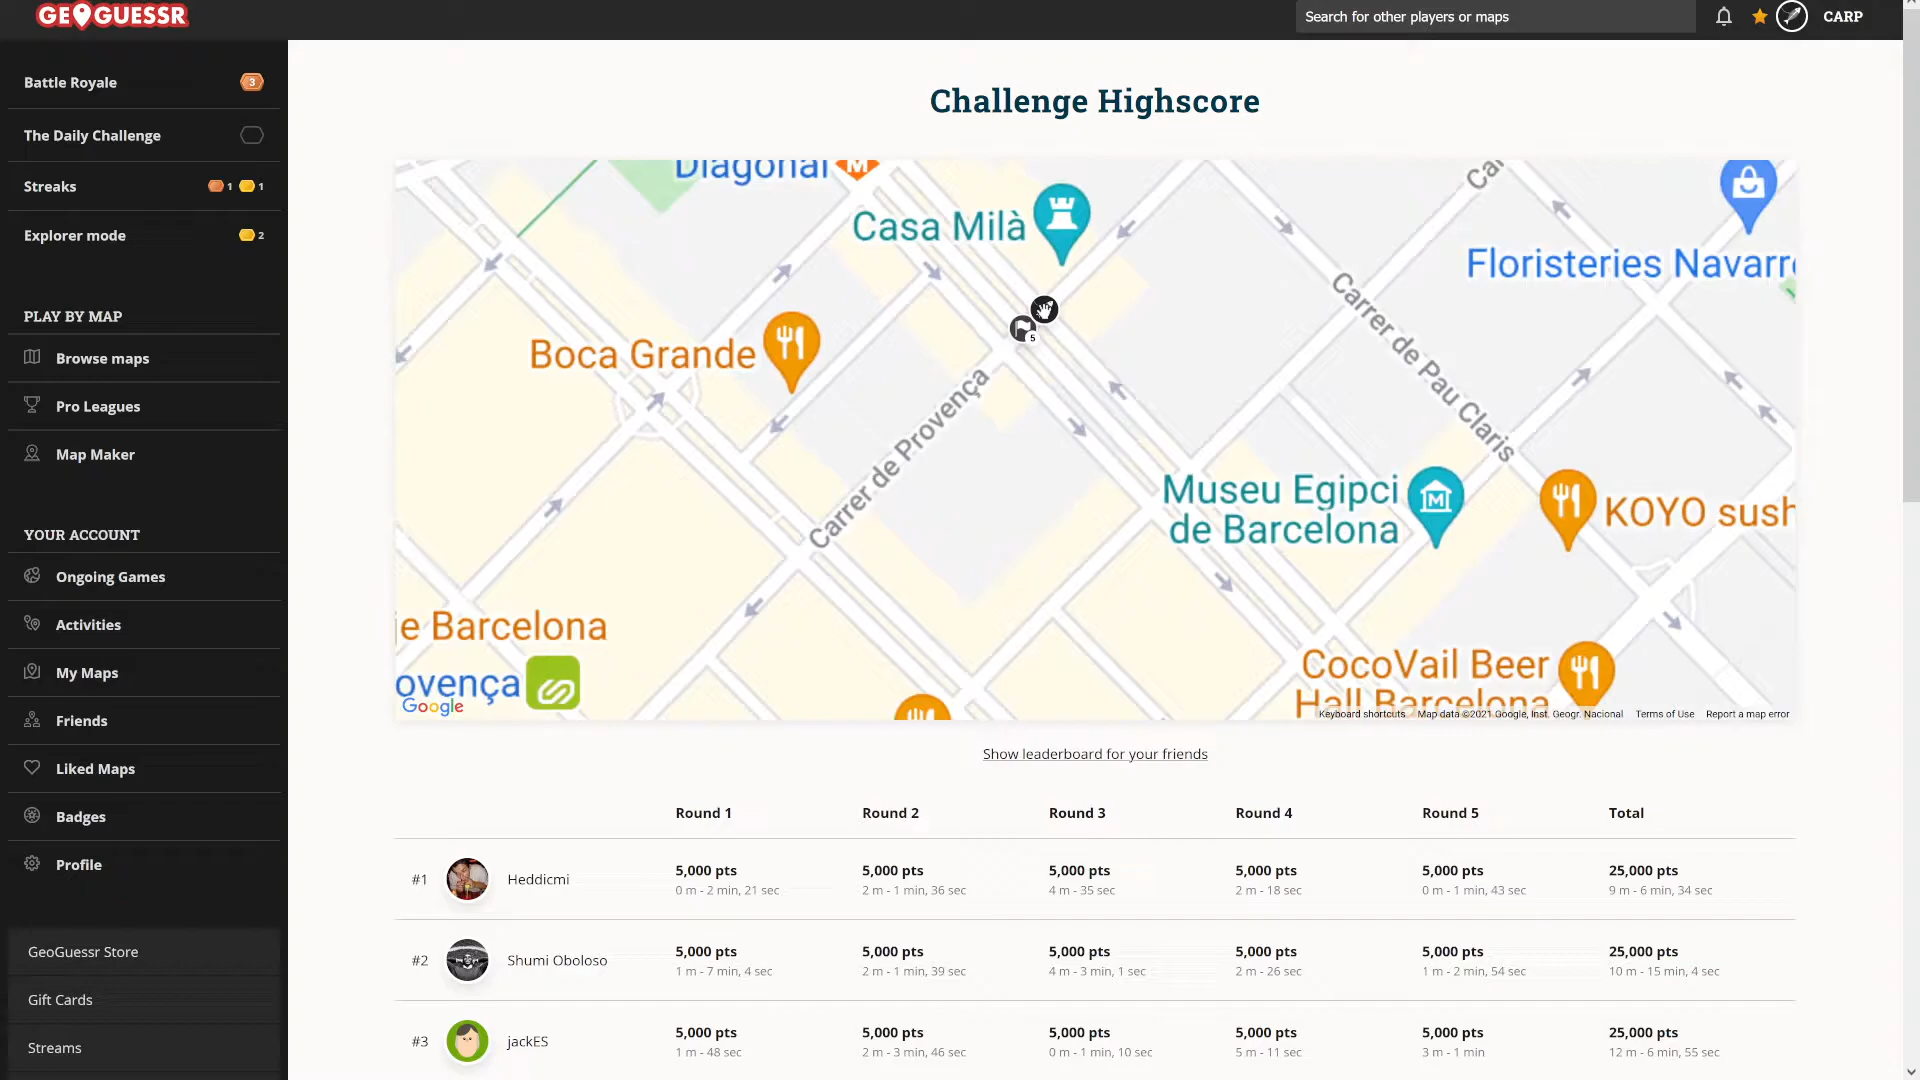 GEOGUESSR
Search for other players or maps
CARP
Battle Royale
3
The Daily Challenge
Streaks
1
1
Explorer mode
2
PLAY BY MAP
Browse maps
Pro Leagues
Map Maker
YOUR ACCOUNT
Ongoing Games
Activities
My Maps
Friends
Liked Maps
Badges
Profile
GeoGuessr Store
Gift Cards
Streams
Challenge Highscore
Diagonal
M
Casa Milà
Ca
Floristeries Navarr
Boca Grande
5
Carrer de Pau Claris
Carrer de Provença
Museu Egipci
de Barcelona
M
KOYO sush
e Barcelona
ovença
CocoVail Beer
Hall Barcelona
Google
Keyboard shortcuts
Map data ©2021 Google, Inst. Geogr. Nacional
Terms of Use
Report a map error
Show leaderboard for your friends
Round 1 Round 2 Round 3 Round 4 Round 5 Total
#1 Heddicmi
5,000 pts 5,000 pts 5,000 pts 5,000 pts 5,000 pts 25,000 pts
0 m - 2 min, 21 sec 2 m - 1 min, 36 sec 4 m - 35 sec 2 m - 18 sec 0 m - 1 min, 43 sec 9 m - 6 min, 34 sec
#2 Shumi Oboloso
5,000 pts 5,000 pts 5,000 pts 5,000 pts 5,000 pts 25,000 pts
1 m - 7 min, 4 sec 2 m - 1 min, 39 sec 4 m - 3 min, 1 sec 2 m - 26 sec 1 m - 2 min, 54 sec 10 m - 15 min, 4 sec
#3 jackES
5,000 pts 5,000 pts 5,000 pts 5,000 pts 5,000 pts 25,000 pts
1 m - 48 sec 2 m - 3 min, 46 sec 0 m - 1 min, 10 sec 5 m - 11 sec 3 m - 1 min 12 m - 6 min, 55 sec